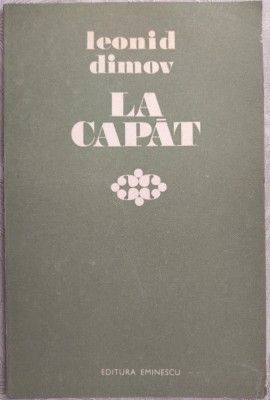 leonid
dimov
LA
CAPĂT
EDITURA EMINESCU